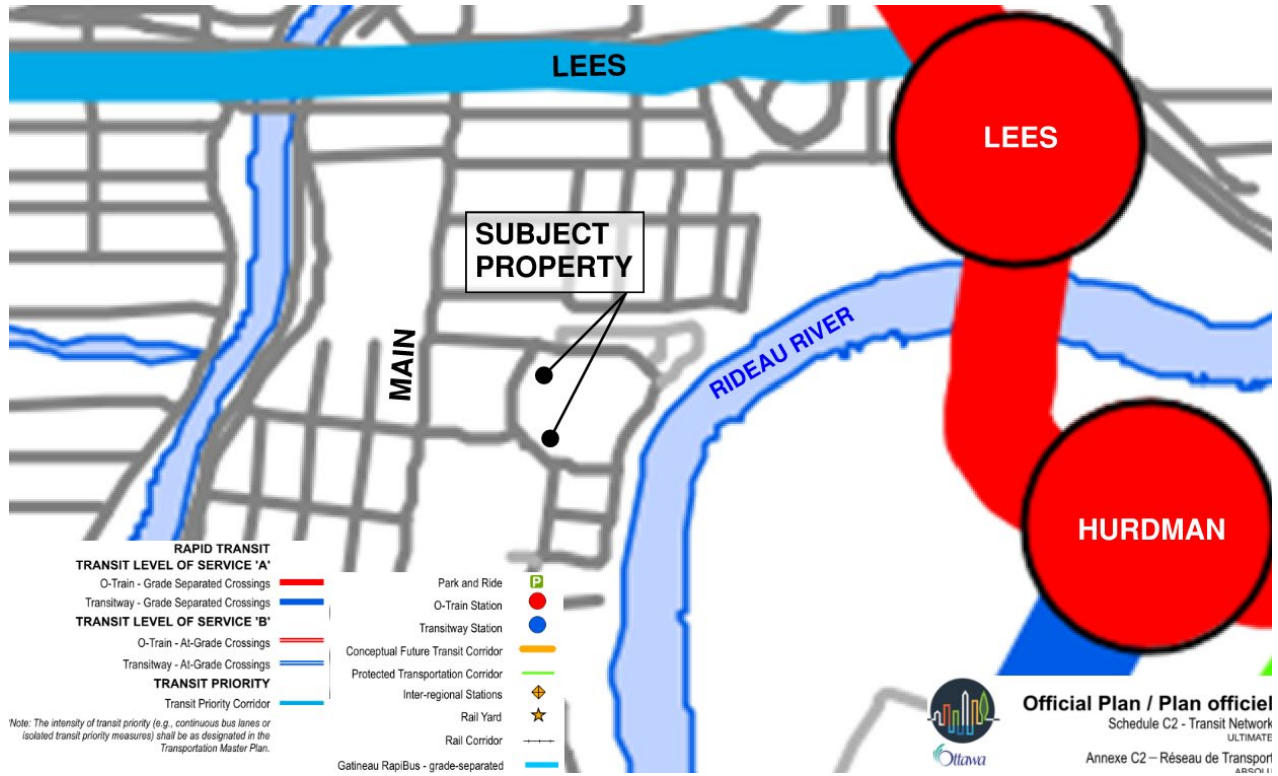 LEES
LEES
SUBJECT
PROPERTY
MAIN
RIDEAU RIVER
HURDMAN
RAPID TRANSIT
TRANSIT LEVEL OF SERVICE 'A'
O-Train - Grade Separated Crossings
Transitway - Grade Separated Crossings
TRANSIT LEVEL OF SERVICE 'B'
O-Train - At-Grade Crossings
Transitway - At-Grade Crossings
TRANSIT PRIORITY
Transit Priority Corridor
*Note: The intensity of transit priority (e.g., continuous bus lanes or
isolated transit priority measures) shall be as designated in the
Transportation Master Plan.
Park and Ride
P
O-Train Station
Transitway Station
Conceptual Future Transit Corridor
Protected Transportation Corridor
Inter-regional Stations
Rail Yard
Rail Corridor
Gatineau RapiBus - grade-separated
Ottawa
Official Plan / Plan officiel
Schedule C2 - Transit Network
ULTIMATE
Annexe C2 – Réseau de Transport
ABSOLU